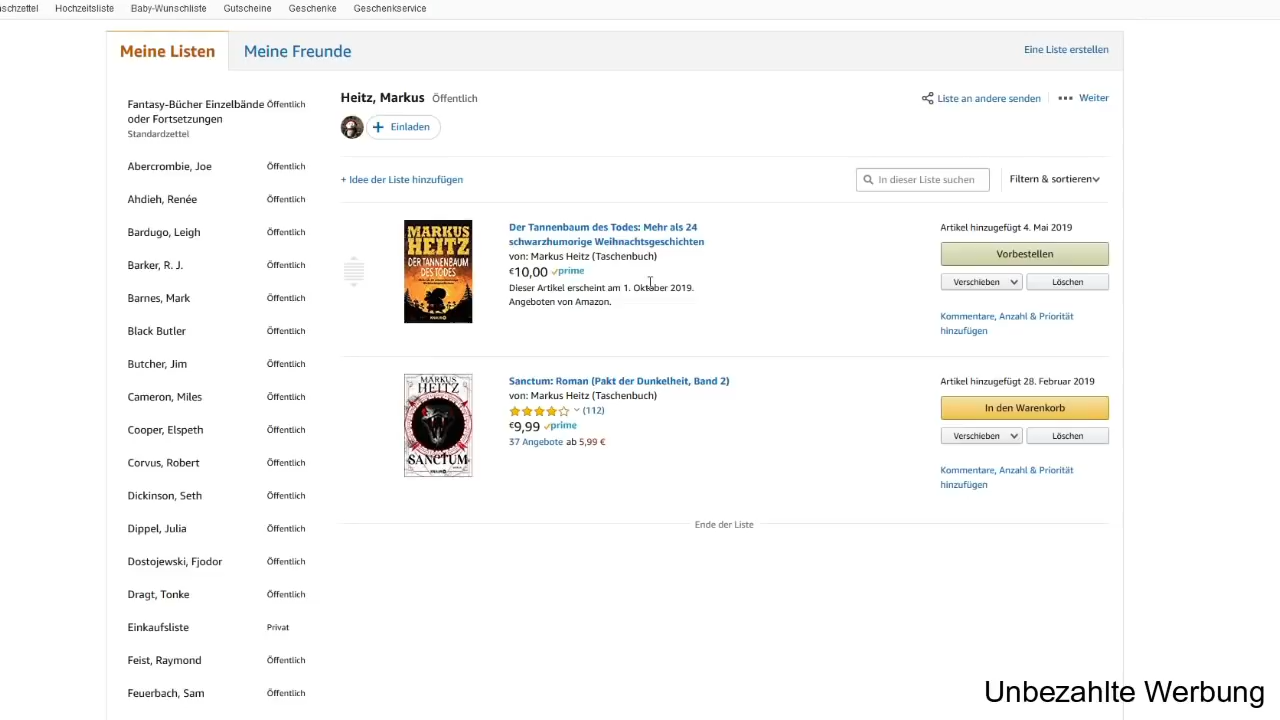 Hochzeitsliste Baby-Wunschliste Gutscheine Geschenke Geschenkservice
Meine Listen
Meine Freunde
Eine Liste erstellen
Fantasy-Bücher Einzelbände Öffentlich
oder Fortsetzungen
Standardzettel
Abercrombie, Joe Öffentlich
Ahdieh, Renée Öffentlich
Bardugo, Leigh Öffentlich
Barker, R. J. Öffentlich
Barnes, Mark Öffentlich
Black Butler Öffentlich
Butcher, Jim Öffentlich
Cameron, Miles Öffentlich
Cooper, Elspeth Öffentlich
Corvus, Robert Öffentlich
Dickinson, Seth Öffentlich
Dippel, Julia Öffentlich
Dostojewski, Fjodor Öffentlich
Dragt, Tonke Öffentlich
Einkaufsliste Privat
Feist, Raymond Öffentlich
Feuerbach, Sam Öffentlich
Heitz, Markus Öffentlich
Liste an andere senden
Weiter
+ Einladen
+ Idee der Liste hinzufügen
In dieser Liste suchen
Filtern & sortieren
MARKUS
HEITZ
DER TANNENBAUM
DES TODES
Der Tannenbaum des Todes: Mehr als 24
schwarzhumorige Weihnachtsgeschichten
von: Markus Heitz (Taschenbuch)
€10,00 prime
Dieser Artikel erscheint am 1. Oktober 2019.
Angeboten von Amazon.
Artikel hinzugefügt 4. Mai 2019
Vorbestellen
Verschieben
Löschen
Kommentare, Anzahl & Priorität
hinzufügen
MARKUS
HEITZ
SANCTUM
Sanctum: Roman (Pakt der Dunkelheit, Band 2)
von: Markus Heitz (Taschenbuch)
(112)
€9,99 prime
37 Angebote ab 5,99 €
Artikel hinzugefügt 28. Februar 2019
In den Warenkorb
Verschieben
Löschen
Kommentare, Anzahl & Priorität
hinzufügen
Ende der Liste
Unbezahlte Werbung